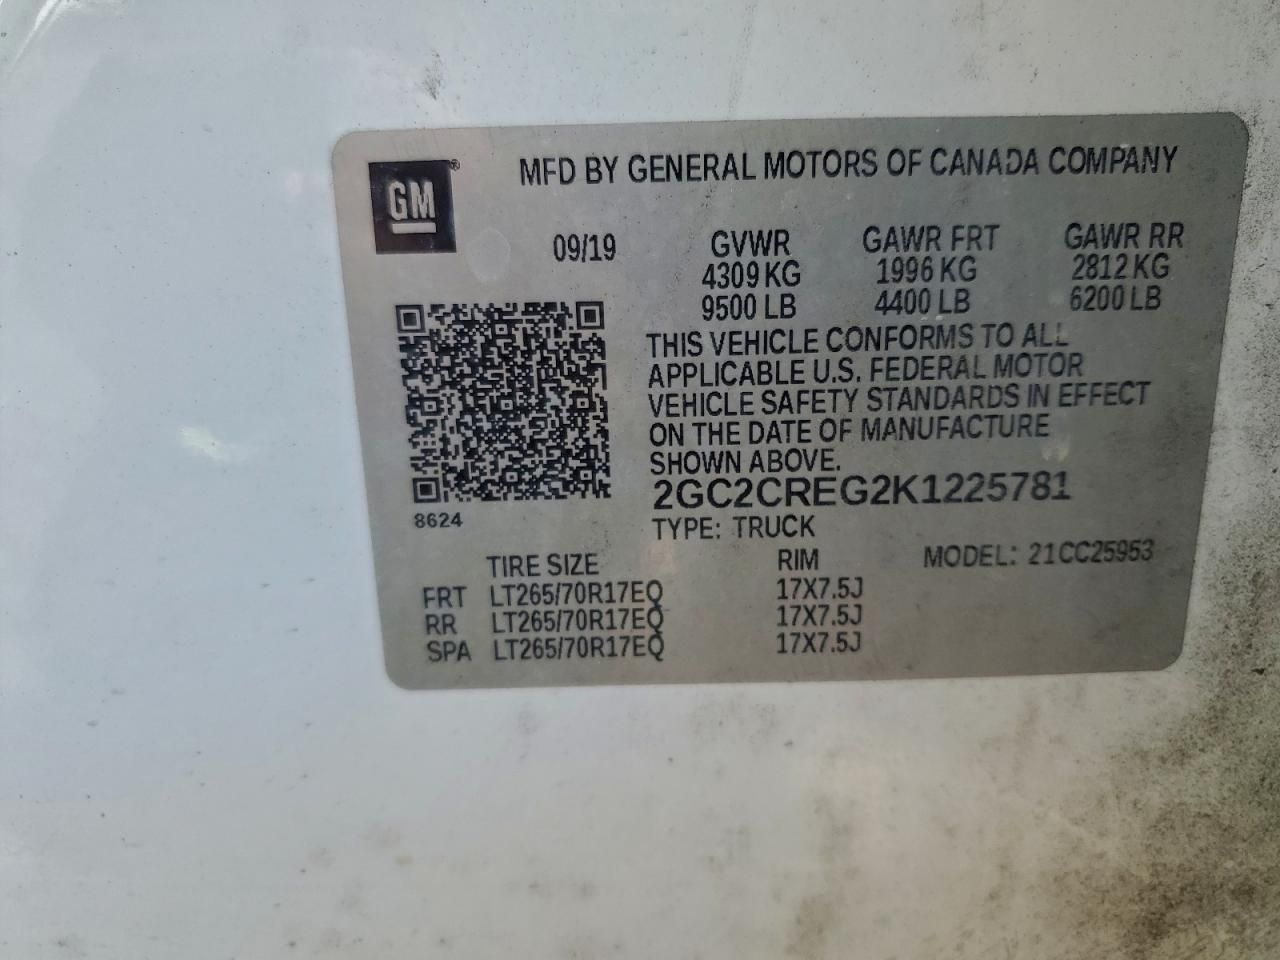 GM®
MFD BY GENERAL MOTORS OF CANADA COMPANY
09/19 GVWR GAWR FRT GAWR RR
4309 KG 1996 KG 2812 KG
9500 LB 4400 LB 6200 LB
THIS VEHICLE CONFORMS TO ALL
APPLICABLE U.S. FEDERAL MOTOR
VEHICLE SAFETY STANDARDS IN EFFECT
ON THE DATE OF MANUFACTURE
SHOWN ABOVE.
2GC2CREG2K1225781
8624
TYPE: TRUCK
TIRE SIZE RIM MODEL: 21CC25953
FRT LT265/70R17EQ 17X7.5J
RR LT265/70R17EQ 17X7.5J
SPA LT265/70R17EQ 17X7.5J